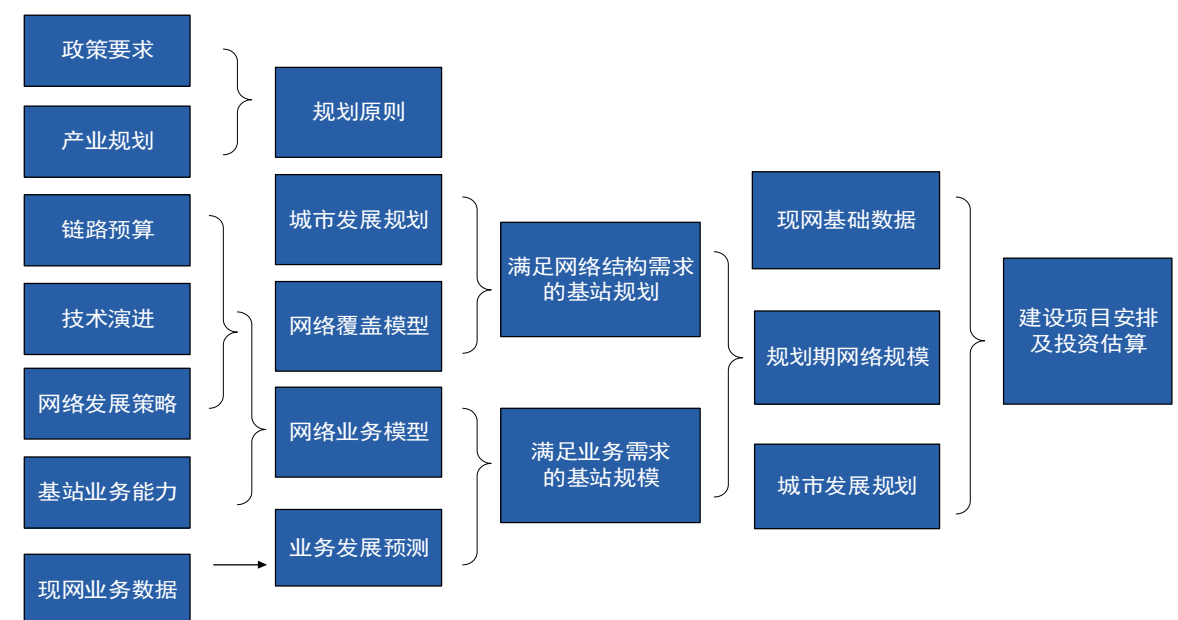 政策要求
产业规划
链路预算
技术演进
网络发展策略
基站业务能力
现网业务数据
规划原则
城市发展规划
网络覆盖模型
网络业务模型
业务发展预测
满足网络结构需求
的基站规划
满足业务需求
的基站规模
现网基础数据
规划期网络规模
城市发展规划
建设项目安排
及投资估算